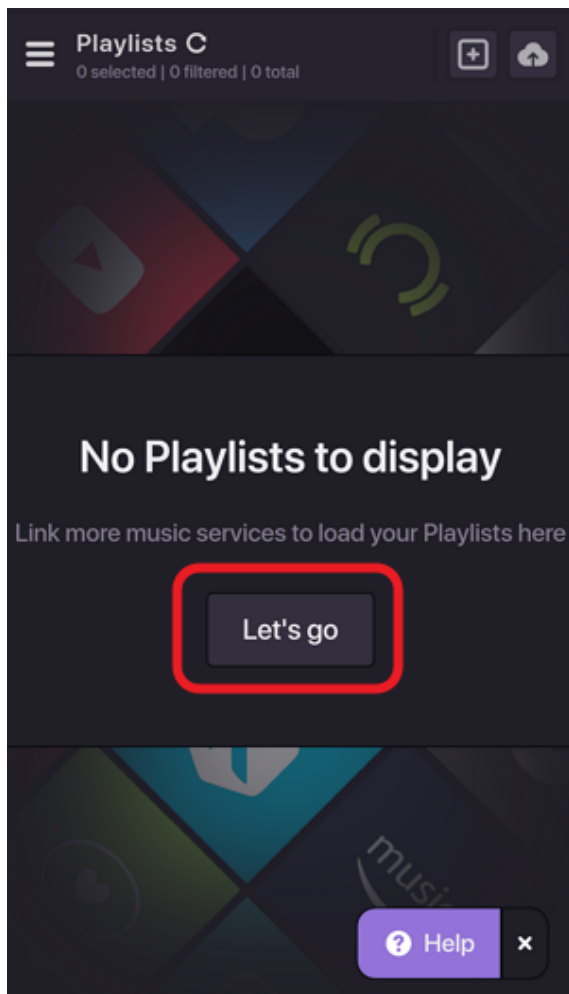 Playlists
0 selected | 0 filtered | 0 total
No Playlists to display
Link more music services to load your Playlists here
Let's go
music
Help